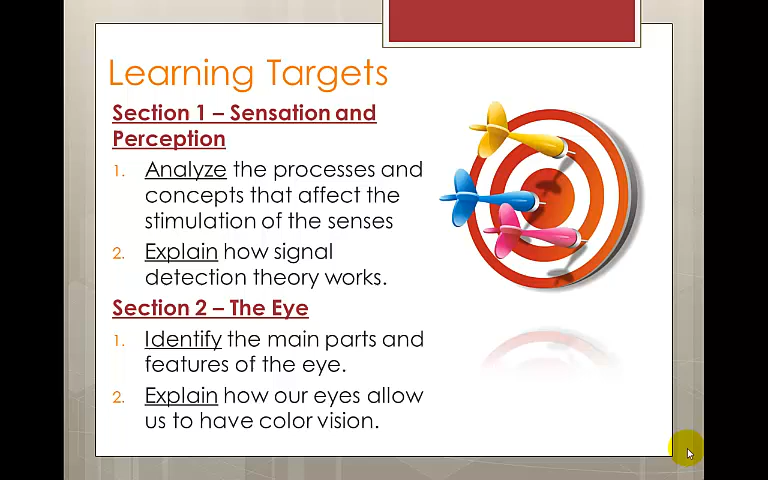 Learning Targets
Section 1 – Sensation and
Perception
1. Analyze the processes and
concepts that affect the
stimulation of the senses
2. Explain how signal
detection theory works.
Section 2 – The Eye
1. Identify the main parts and
features of the eye.
2. Explain how our eyes allow
us to have color vision.